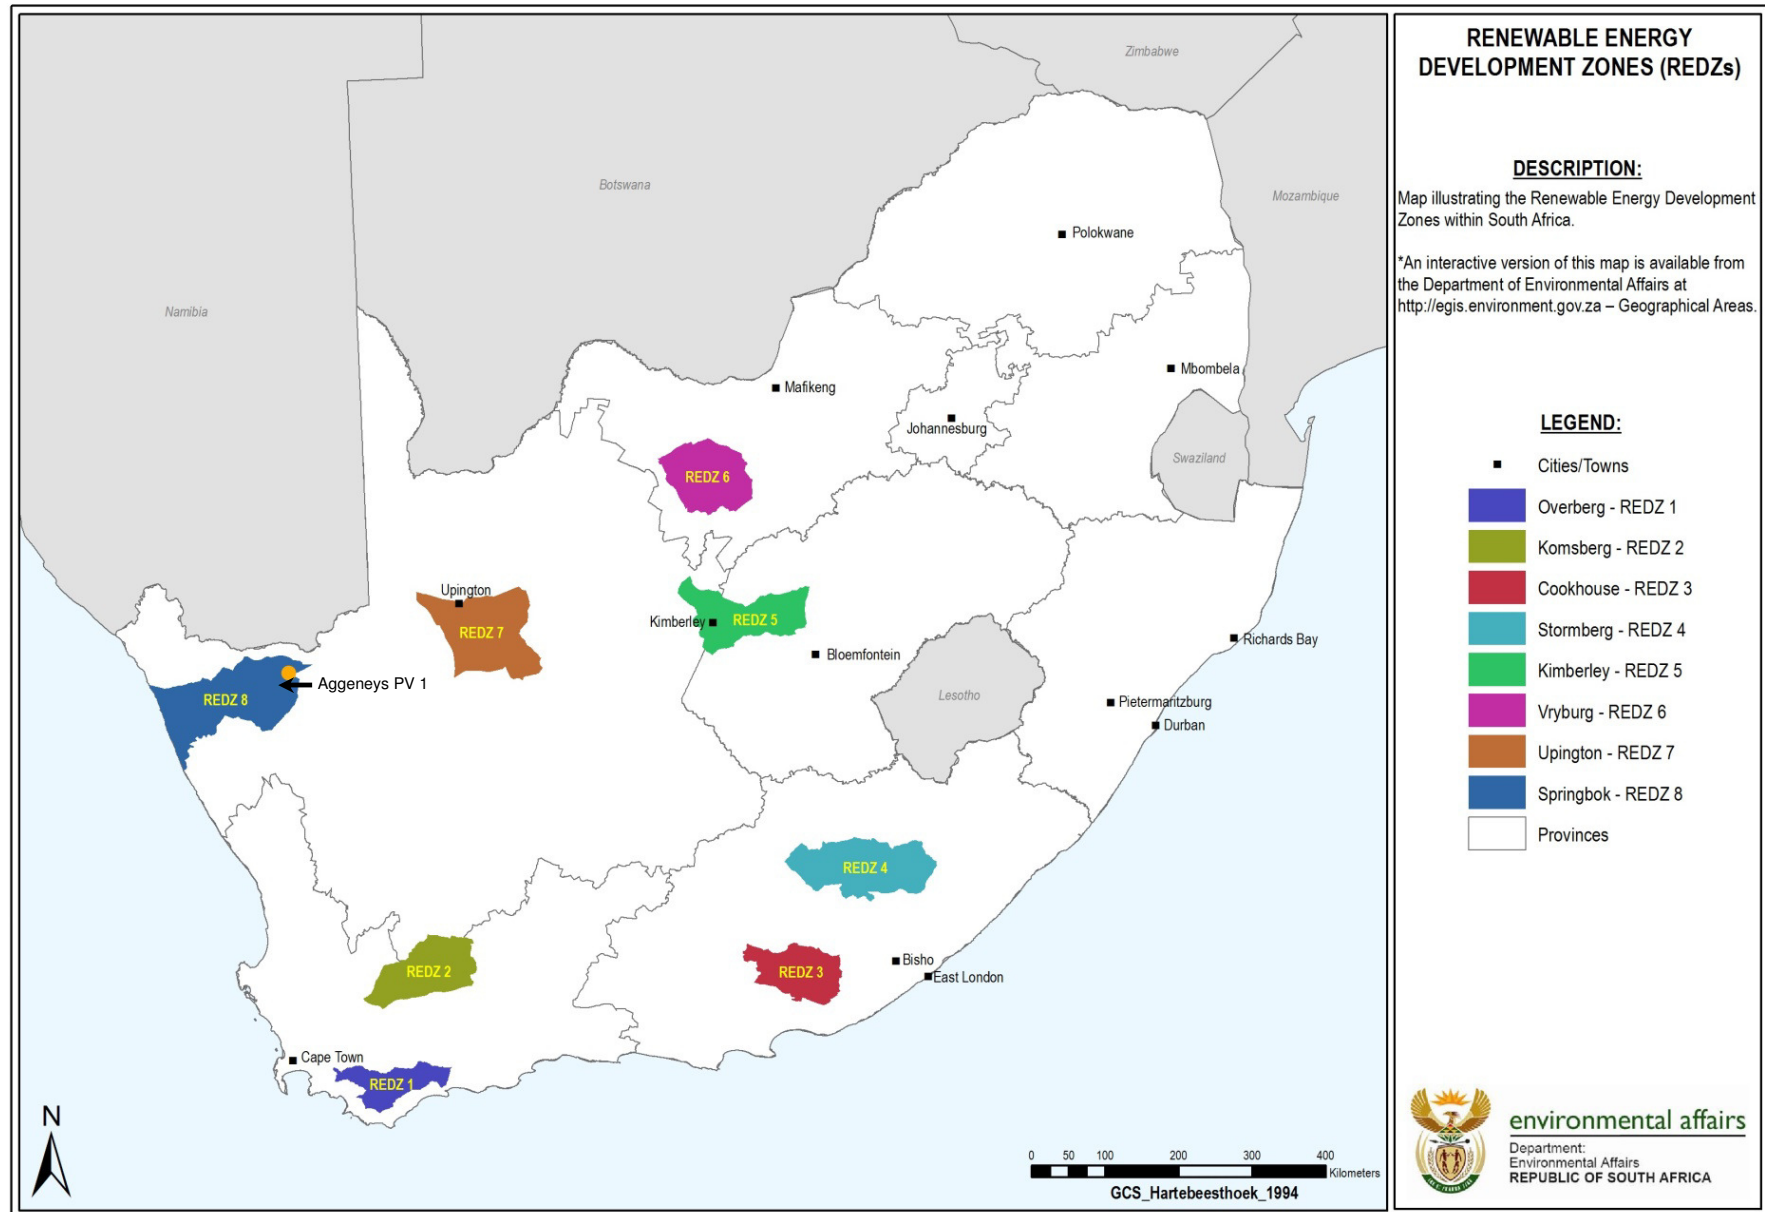 Zimbabwe
Botswana
Mozambique
Namibia
Polokwane
Mbombela
Mafikeng
Johannesburg
Swaziland
REDZ 6
Upington
REDZ 7
Kimberley
REDZ 5
Bloemfontein
Richards Bay
Lesotho
Pietermaritzburg
Durban
REDZ 8
Aggeneys PV 1
REDZ 4
REDZ 2
REDZ 3
Bisho
East London
Cape Town
REDZ 1
N
0 50 100 200 300 400
Kilometers
GCS_Hartebeesthoek_1994
RENEWABLE ENERGY
DEVELOPMENT ZONES (REDZs)
DESCRIPTION:
Map illustrating the Renewable Energy Development
Zones within South Africa.
*An interactive version of this map is available from
the Department of Environmental Affairs at
http://egis.environment.gov.za – Geographical Areas.
LEGEND:
Cities/Towns
Overberg - REDZ 1
Komsberg - REDZ 2
Cookhouse - REDZ 3
Stormberg - REDZ 4
Kimberley - REDZ 5
Vryburg - REDZ 6
Upington - REDZ 7
Springbok - REDZ 8
Provinces
environmental affairs
Department:
Environmental Affairs
REPUBLIC OF SOUTH AFRICA